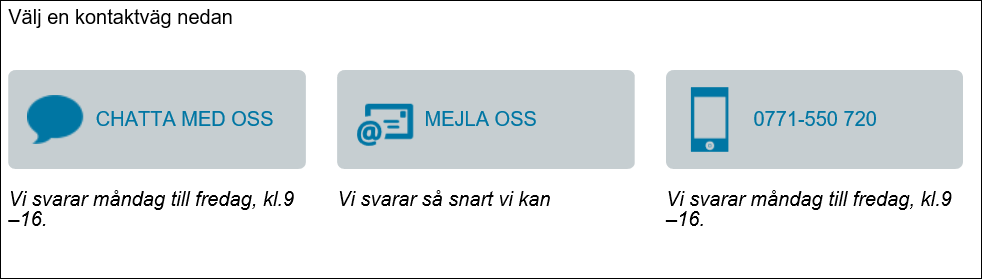 Välj en kontaktväg nedan
CHATTA MED OSS
MEJLA OSS
0771-550 720
Vi svarar måndag till fredag, kl.9
–16.
Vi svarar så snart vi kan
Vi svarar måndag till fredag, kl.9
–16.